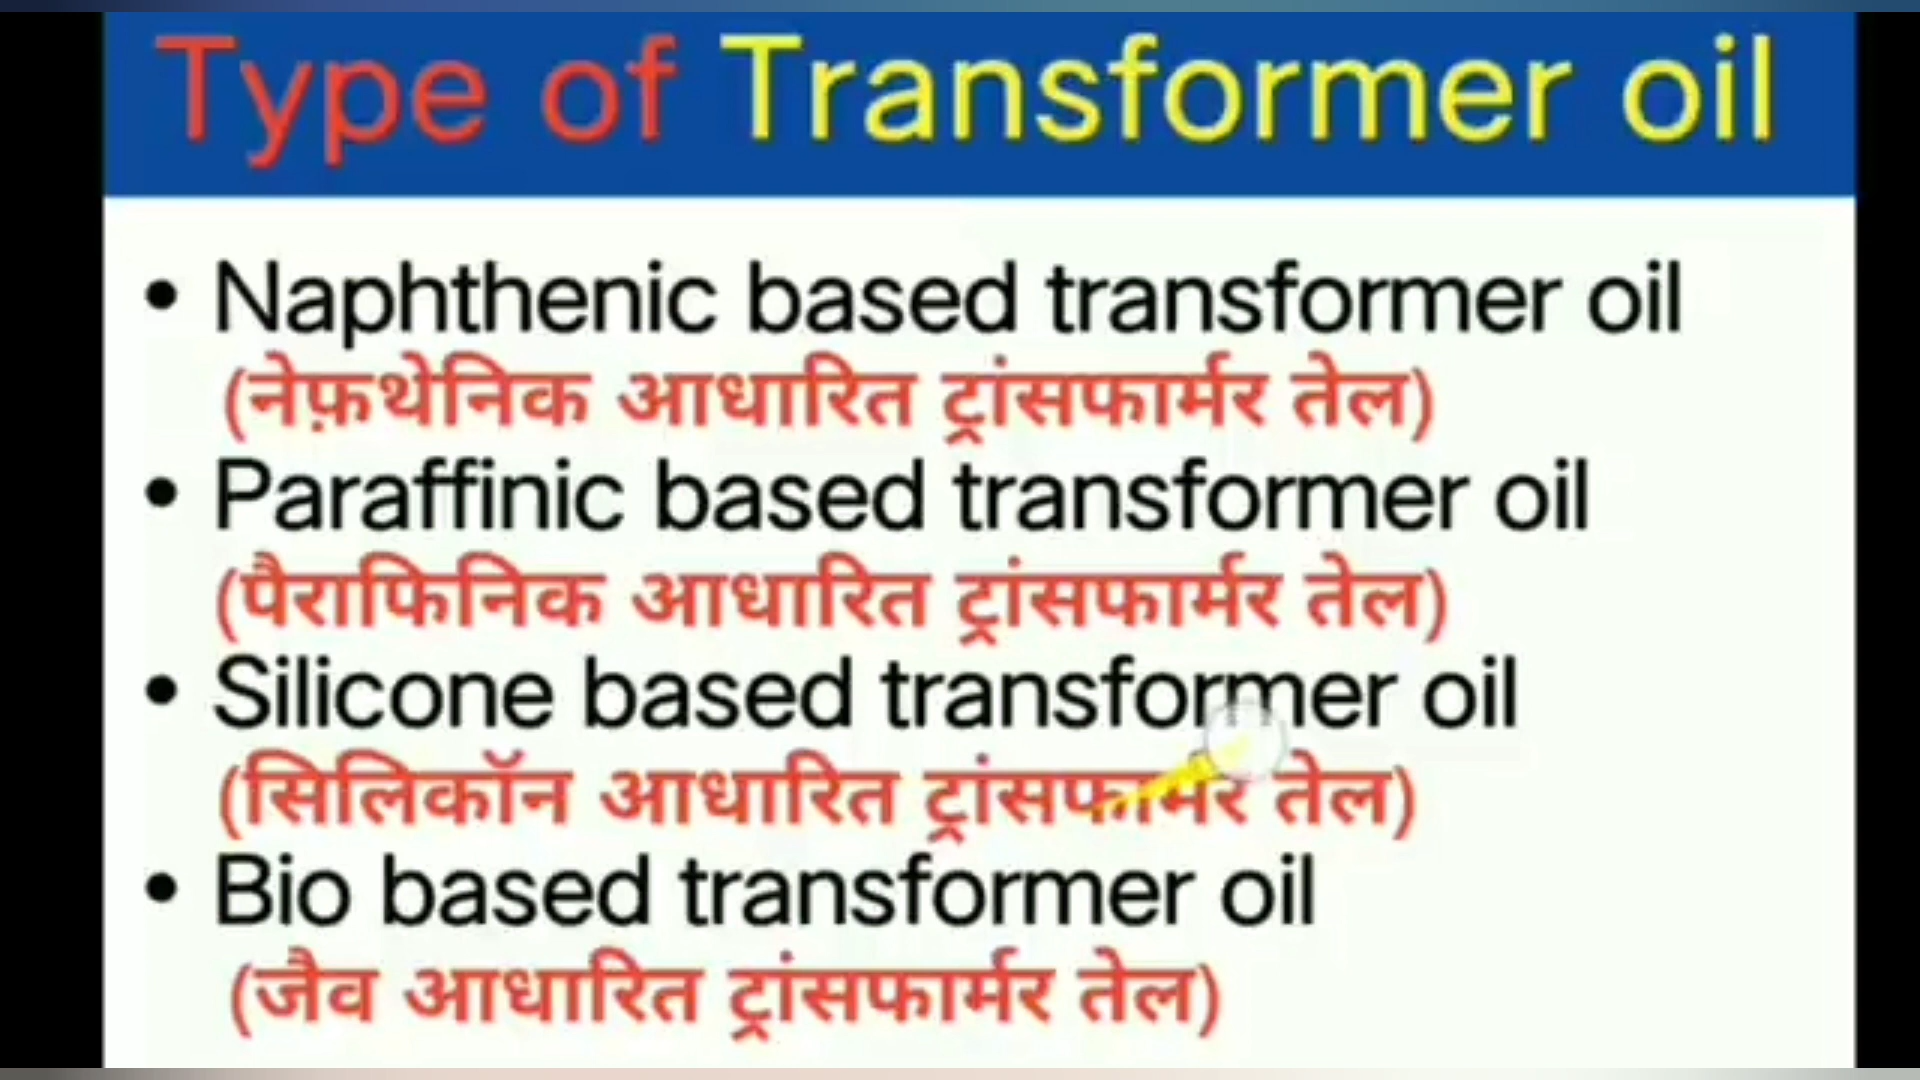 Type of Transformer oil
• Naphthenic based transformer oil
(नेफ़थेनिक आधारित ट्रांसफार्मर तेल)
• Paraffinic based transformer oil
(पैराफिनिक आधारित ट्रांसफार्मर तेल)
• Silicone based transformer oil
(सिलिकॉन आधारित ट्रांसफार्मर तेल)
• Bio based transformer oil
(जैव आधारित ट्रांसफार्मर तेल)